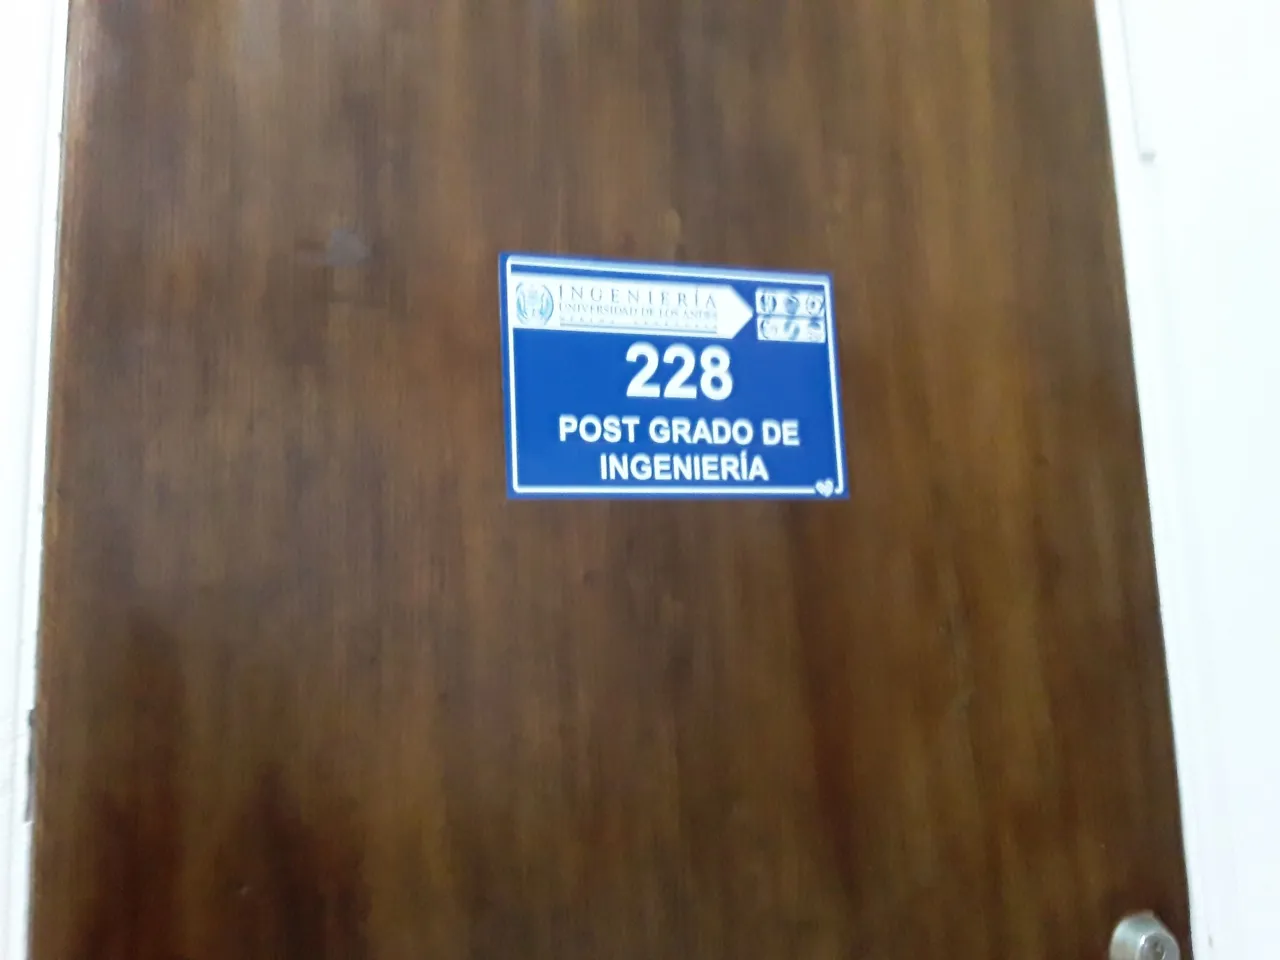 INGENIERÍA
UNIVERSIDAD DE LOS ANDES
228
POST GRADO DE
INGENIERÍA